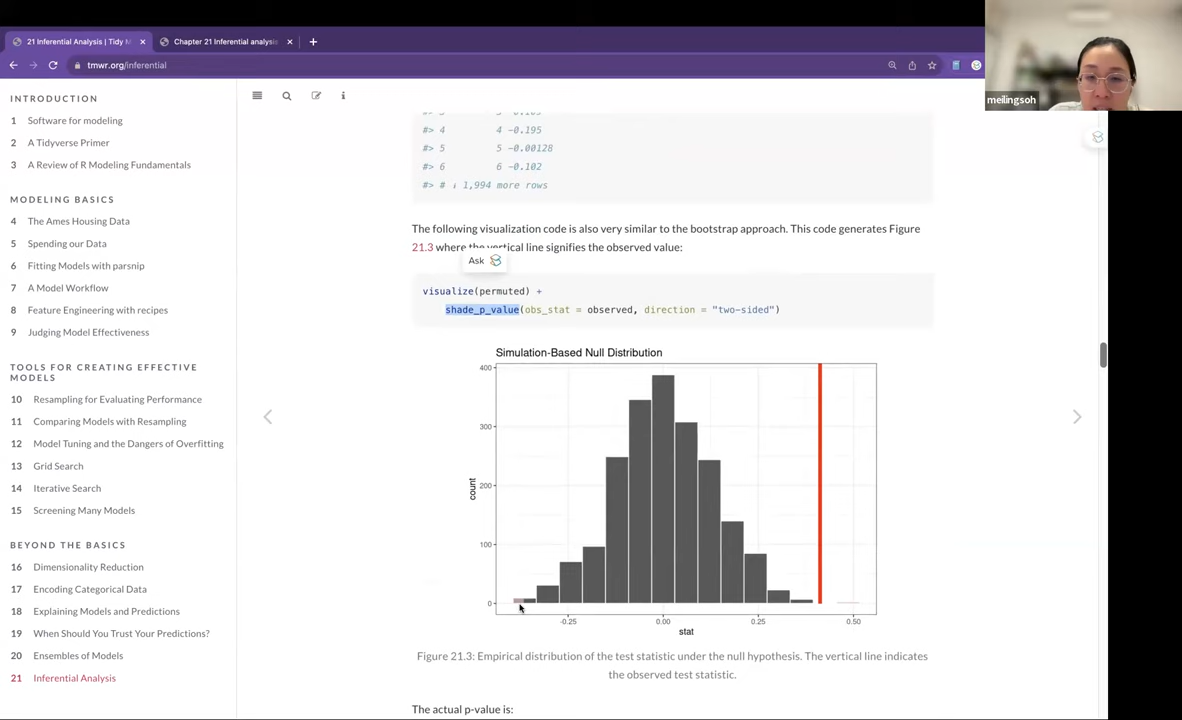 21 Inferential Analysis | Tidy M
Chapter 21 Inferential analysis
tmwr.org/inferential
meilingsoh
INTRODUCTION
1 Software for modeling
2 A Tidyverse Primer
3 A Review of R Modeling Fundamentals
MODELING BASICS
4 The Ames Housing Data
5 Spending our Data
6 Fitting Models with parsnip
7 A Model Workflow
8 Feature Engineering with recipes
9 Judging Model Effectiveness
TOOLS FOR CREATING EFFECTIVE
MODELS
10 Resampling for Evaluating Performance
11 Comparing Models with Resampling
12 Model Tuning and the Dangers of Overfitting
13 Grid Search
14 Iterative Search
15 Screening Many Models
BEYOND THE BASICS
16 Dimensionality Reduction
17 Encoding Categorical Data
18 Explaining Models and Predictions
19 When Should You Trust Your Predictions?
20 Ensembles of Models
21 Inferential Analysis
#> 4 4 -0.195
#> 5 5 -0.00128
#> 6 6 -0.102
#> # 1,994 more rows
The following visualization code is also very similar to the bootstrap approach. This code generates Figure
21.3 where the vertical line signifies the observed value:
Ask
visualize(permuted) +
shade_p_value(obs_stat = observed, direction = "two-sided")
Simulation-Based Null Distribution
400
300
200
100
0
count
-0.25 0.00 0.25 0.50
stat
Figure 21.3: Empirical distribution of the test statistic under the null hypothesis. The vertical line indicates
the observed test statistic.
The actual p-value is: